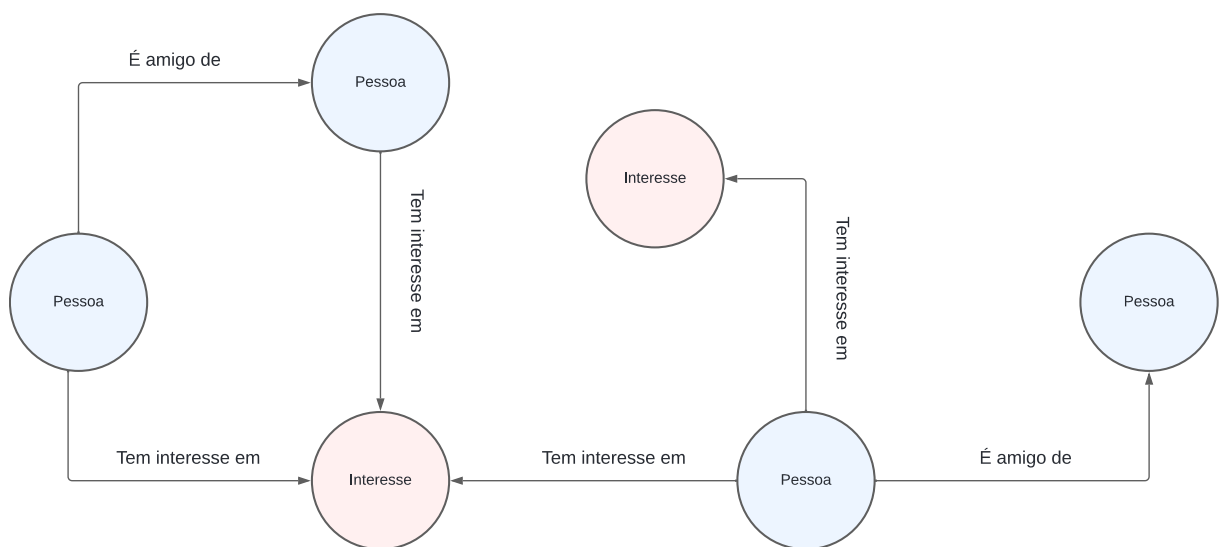 É amigo de
Pessoa
Interesse
Tem interesse em
Tem interesse em
Pessoa
Pessoa
Tem interesse em
Interesse
Tem interesse em
Pessoa
É amigo de